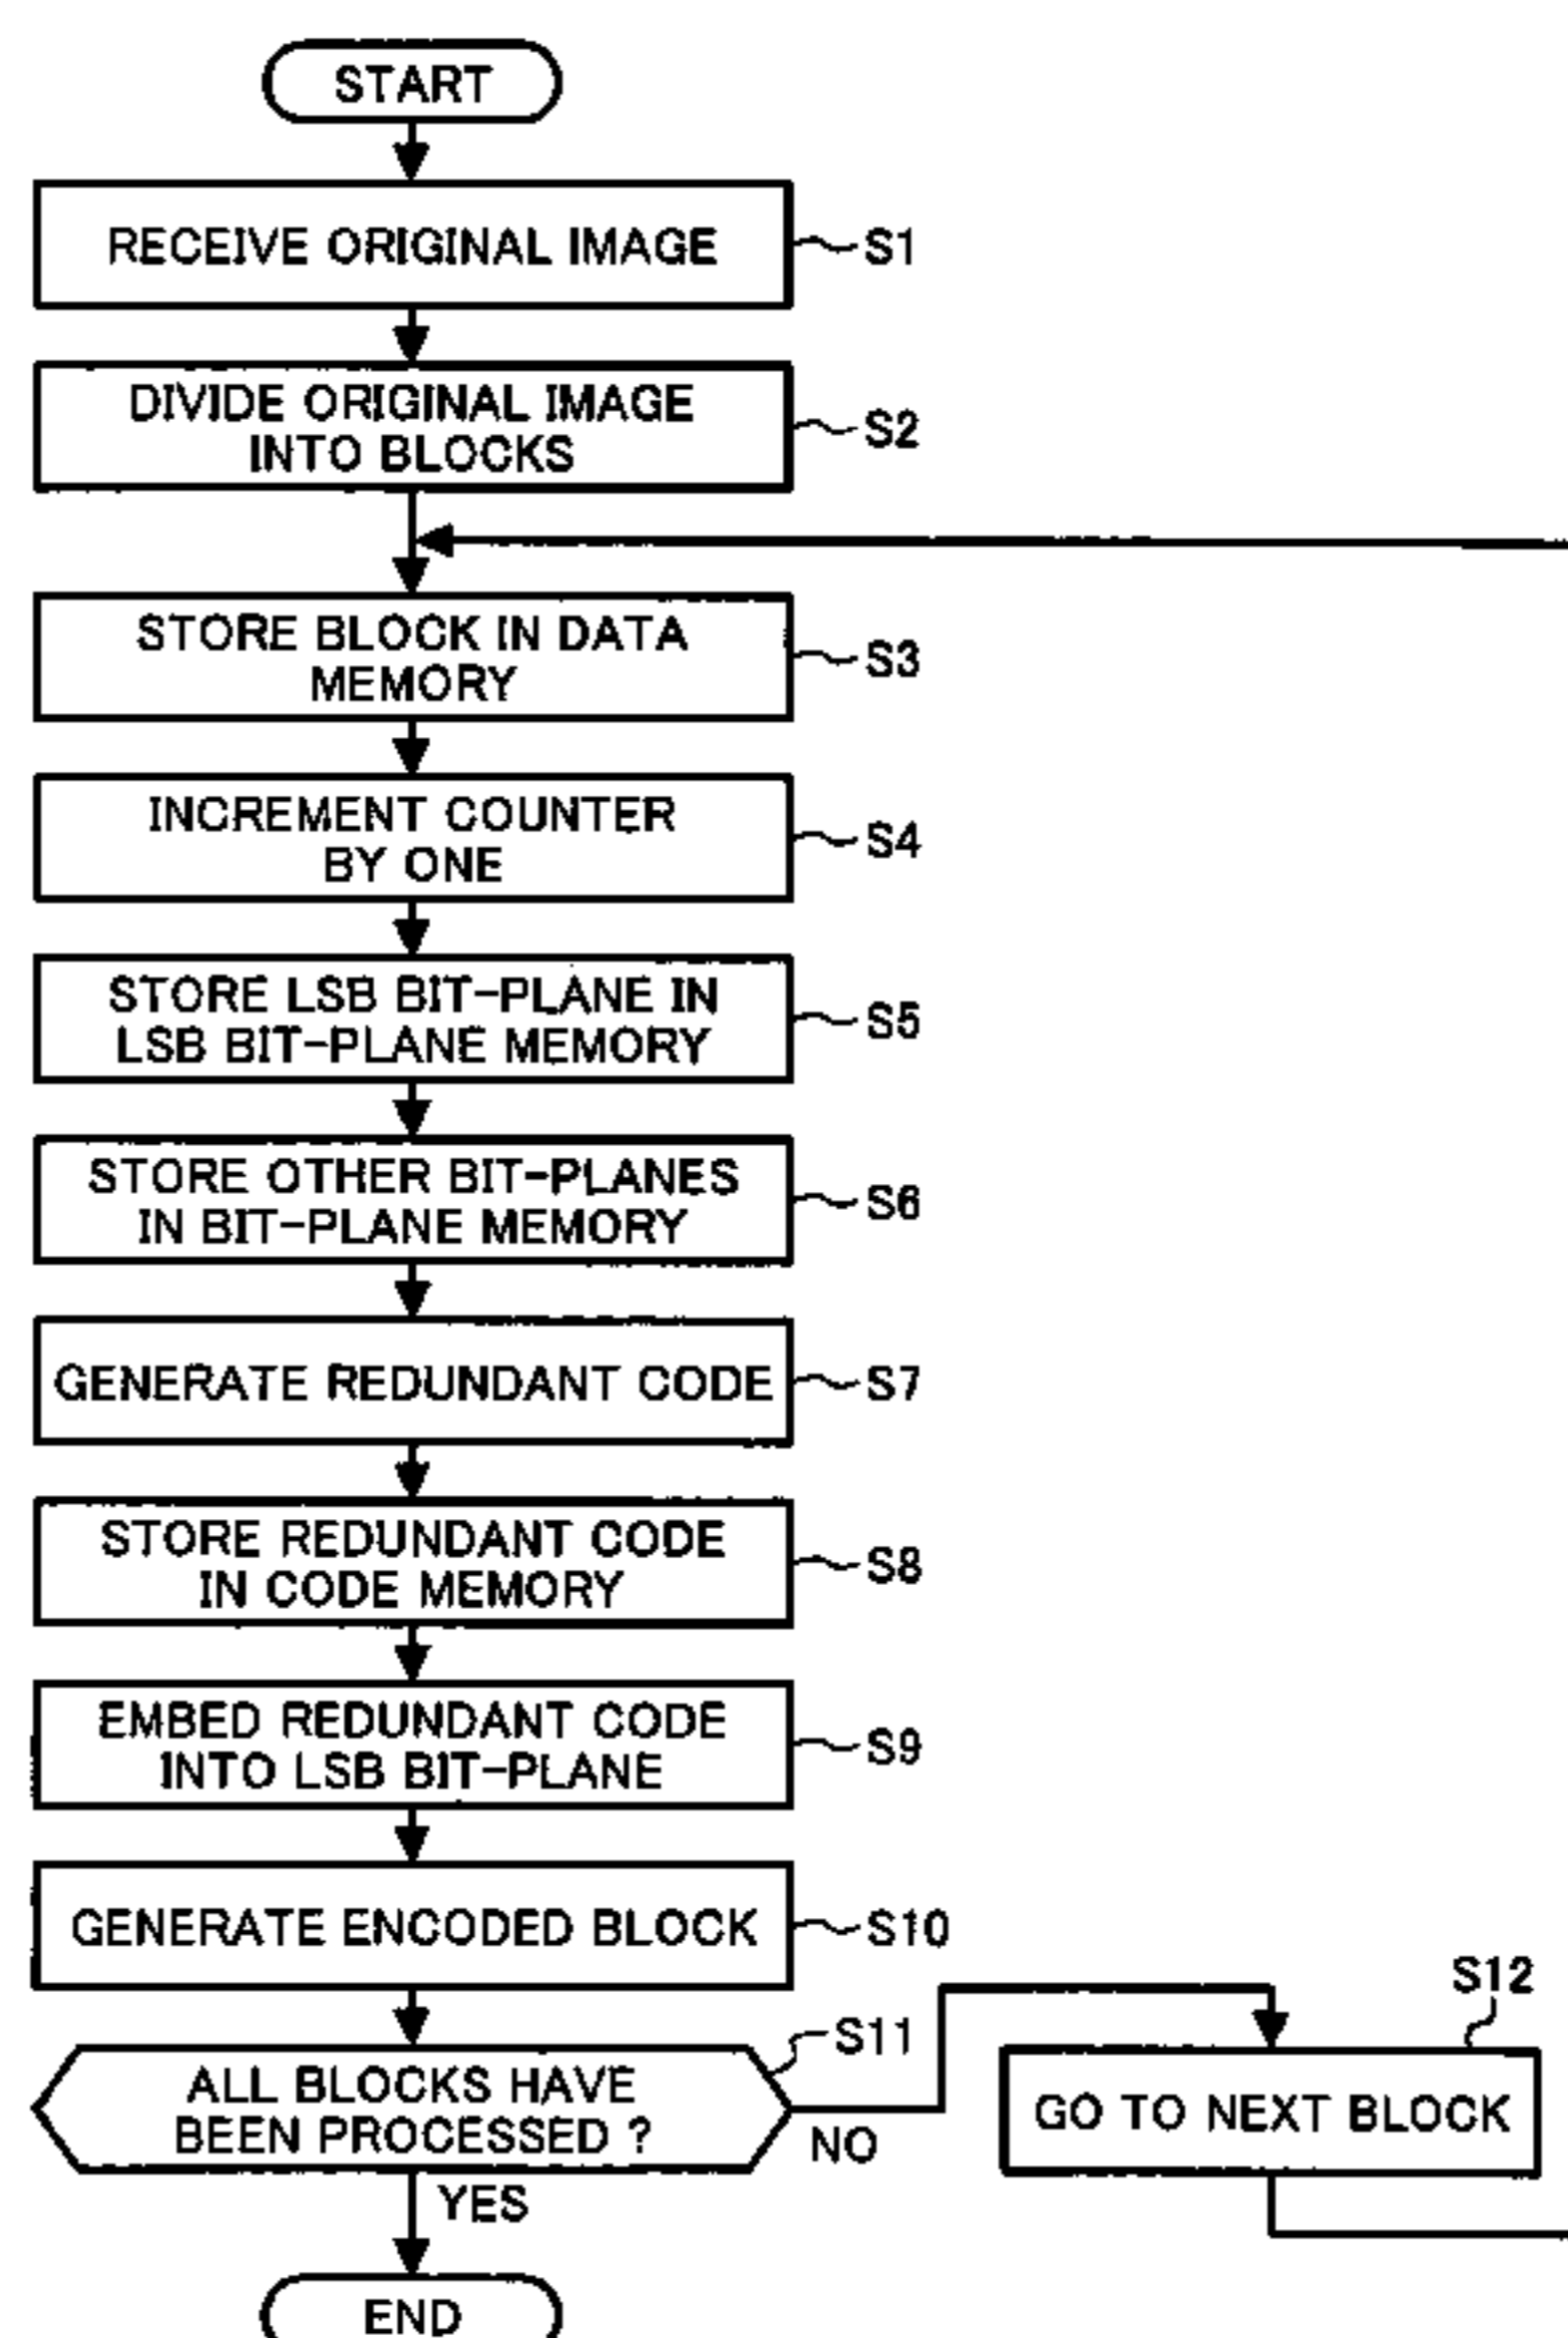 START
RECEIVE ORIGINAL IMAGE
S1
DIVIDE ORIGINAL IMAGE
INTO BLOCKS
S2
STORE BLOCK IN DATA
MEMORY
S3
INCREMENT COUNTER
BY ONE
S4
STORE LSB BIT-PLANE IN
LSB BIT-PLANE MEMORY
S5
STORE OTHER BIT-PLANES
IN BIT-PLANE MEMORY
S6
GENERATE REDUNDANT CODE
S7
STORE REDUNDANT CODE
IN CODE MEMORY
S8
EMBED REDUNDANT CODE
INTO LSB BIT-PLANE
S9
GENERATE ENCODED BLOCK
S10
ALL BLOCKS HAVE
BEEN PROCESSED ?
S11
NO
S12
GO TO NEXT BLOCK
YES
END